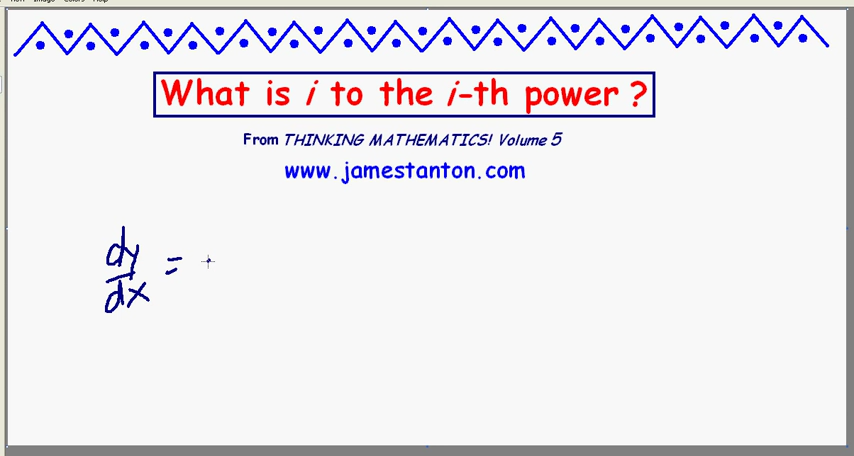 What is i to the i-th power ?
From THINKING MATHEMATICS! Volume 5
www.jamestanton.com
dy
dx =